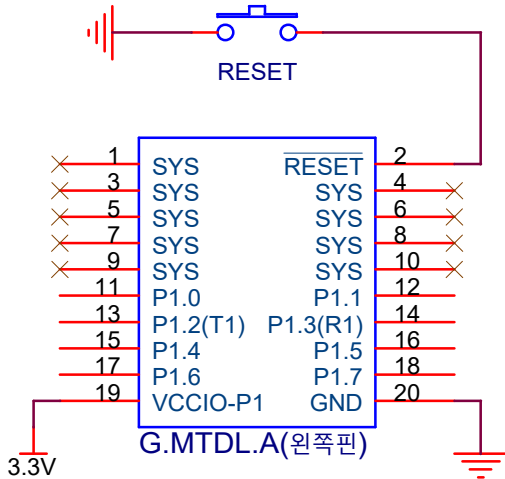 RESET
1 SYS RESET 2
3 SYS SYS 4
5 SYS SYS 6
7 SYS SYS 8
9 SYS SYS 10
11 P1.0 P1.1 12
13 P1.2(T1) P1.3(R1) 14
15 P1.4 P1.5 16
17 P1.6 P1.7 18
19 VCCIO-P1 GND 20
G.MTDL.A(왼쪽핀)
3.3V